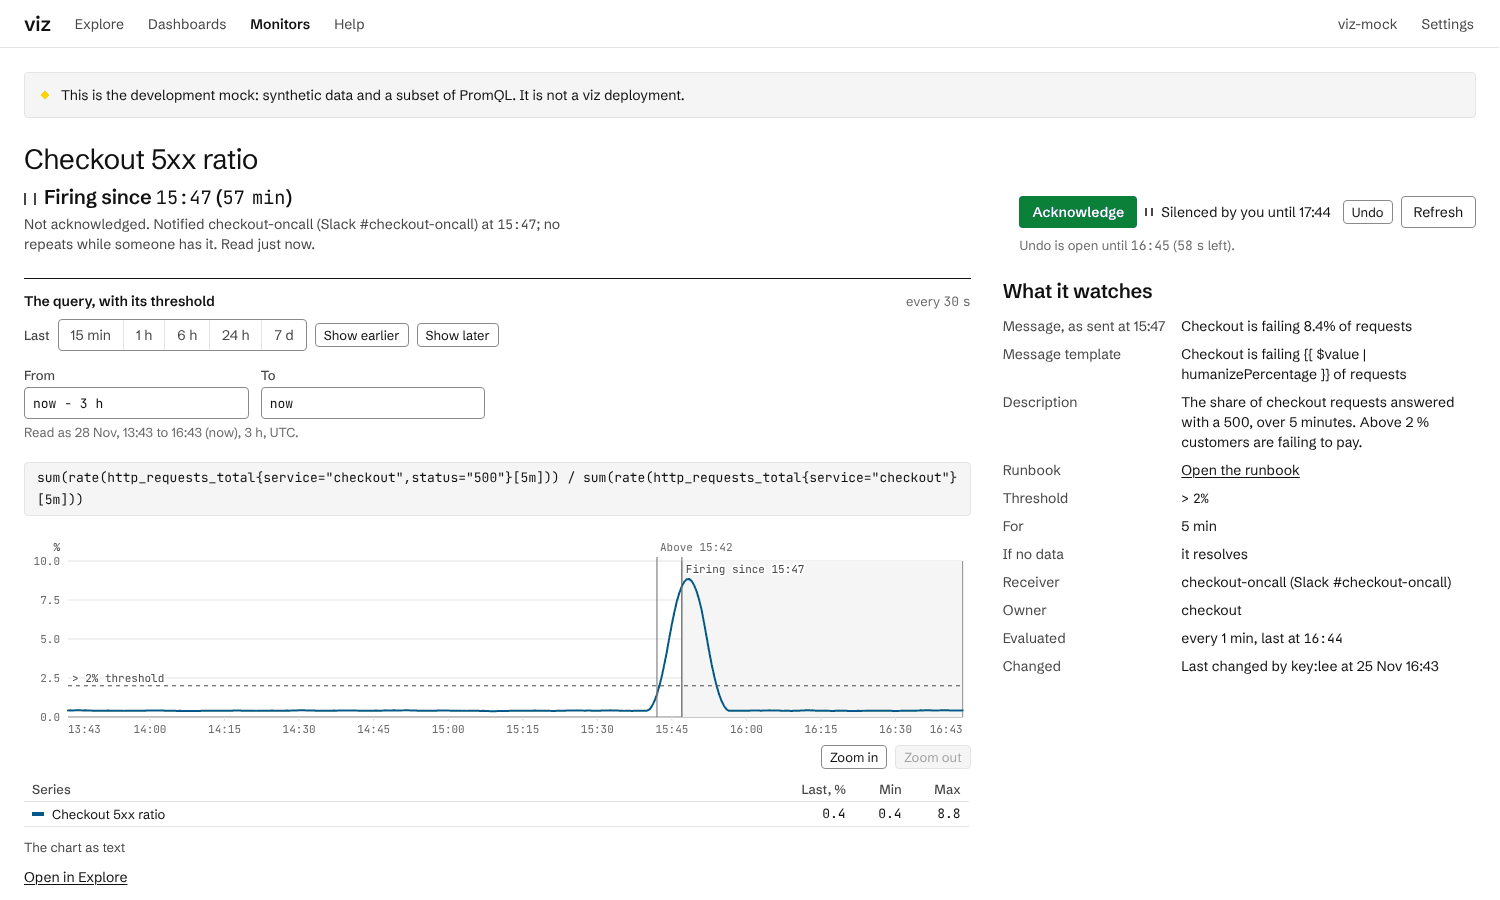 viz Explore Dashboards Monitors Help viz-mock Settings
This is the development mock: synthetic data and a subset of PromQL. It is not a viz deployment.
Checkout 5xx ratio
Firing since 15:47 (57 min)
Not acknowledged. Notified checkout-oncall (Slack #checkout-oncall) at 15:47; no
repeats while someone has it. Read just now.
Acknowledge Silenced by you until 17:44 Undo Refresh
Undo is open until 16:45 (58 s left).
The query, with its threshold every 30 s
Last 15 min 1 h 6 h 24 h 7 d Show earlier Show later
From To
now - 3 h now
Read as 28 Nov, 13:43 to 16:43 (now), 3 h, UTC.
sum(rate(http_requests_total{service="checkout",status="500"}[5m])) / sum(rate(http_requests_total{service="checkout"}
[5m]))
% Above 15:42
10.0
Firing since 15:47
7.5
5.0
2.5 > 2% threshold
0.0
13:43 14:00 14:15 14:30 14:45 15:00 15:15 15:30 15:45 16:00 16:15 16:30 16:43
Zoom in Zoom out
Series Last, % Min Max
Checkout 5xx ratio 0.4 0.4 8.8
The chart as text
Open in Explore
What it watches
Message, as sent at 15:47 Checkout is failing 8.4% of requests
Message template Checkout is failing {{ $value |
humanizePercentage }} of requests
Description The share of checkout requests answered
with a 500, over 5 minutes. Above 2 %
customers are failing to pay.
Runbook Open the runbook
Threshold > 2%
For 5 min
If no data it resolves
Receiver checkout-oncall (Slack #checkout-oncall)
Owner checkout
Evaluated every 1 min, last at 16:44
Changed Last changed by key:lee at 25 Nov 16:43